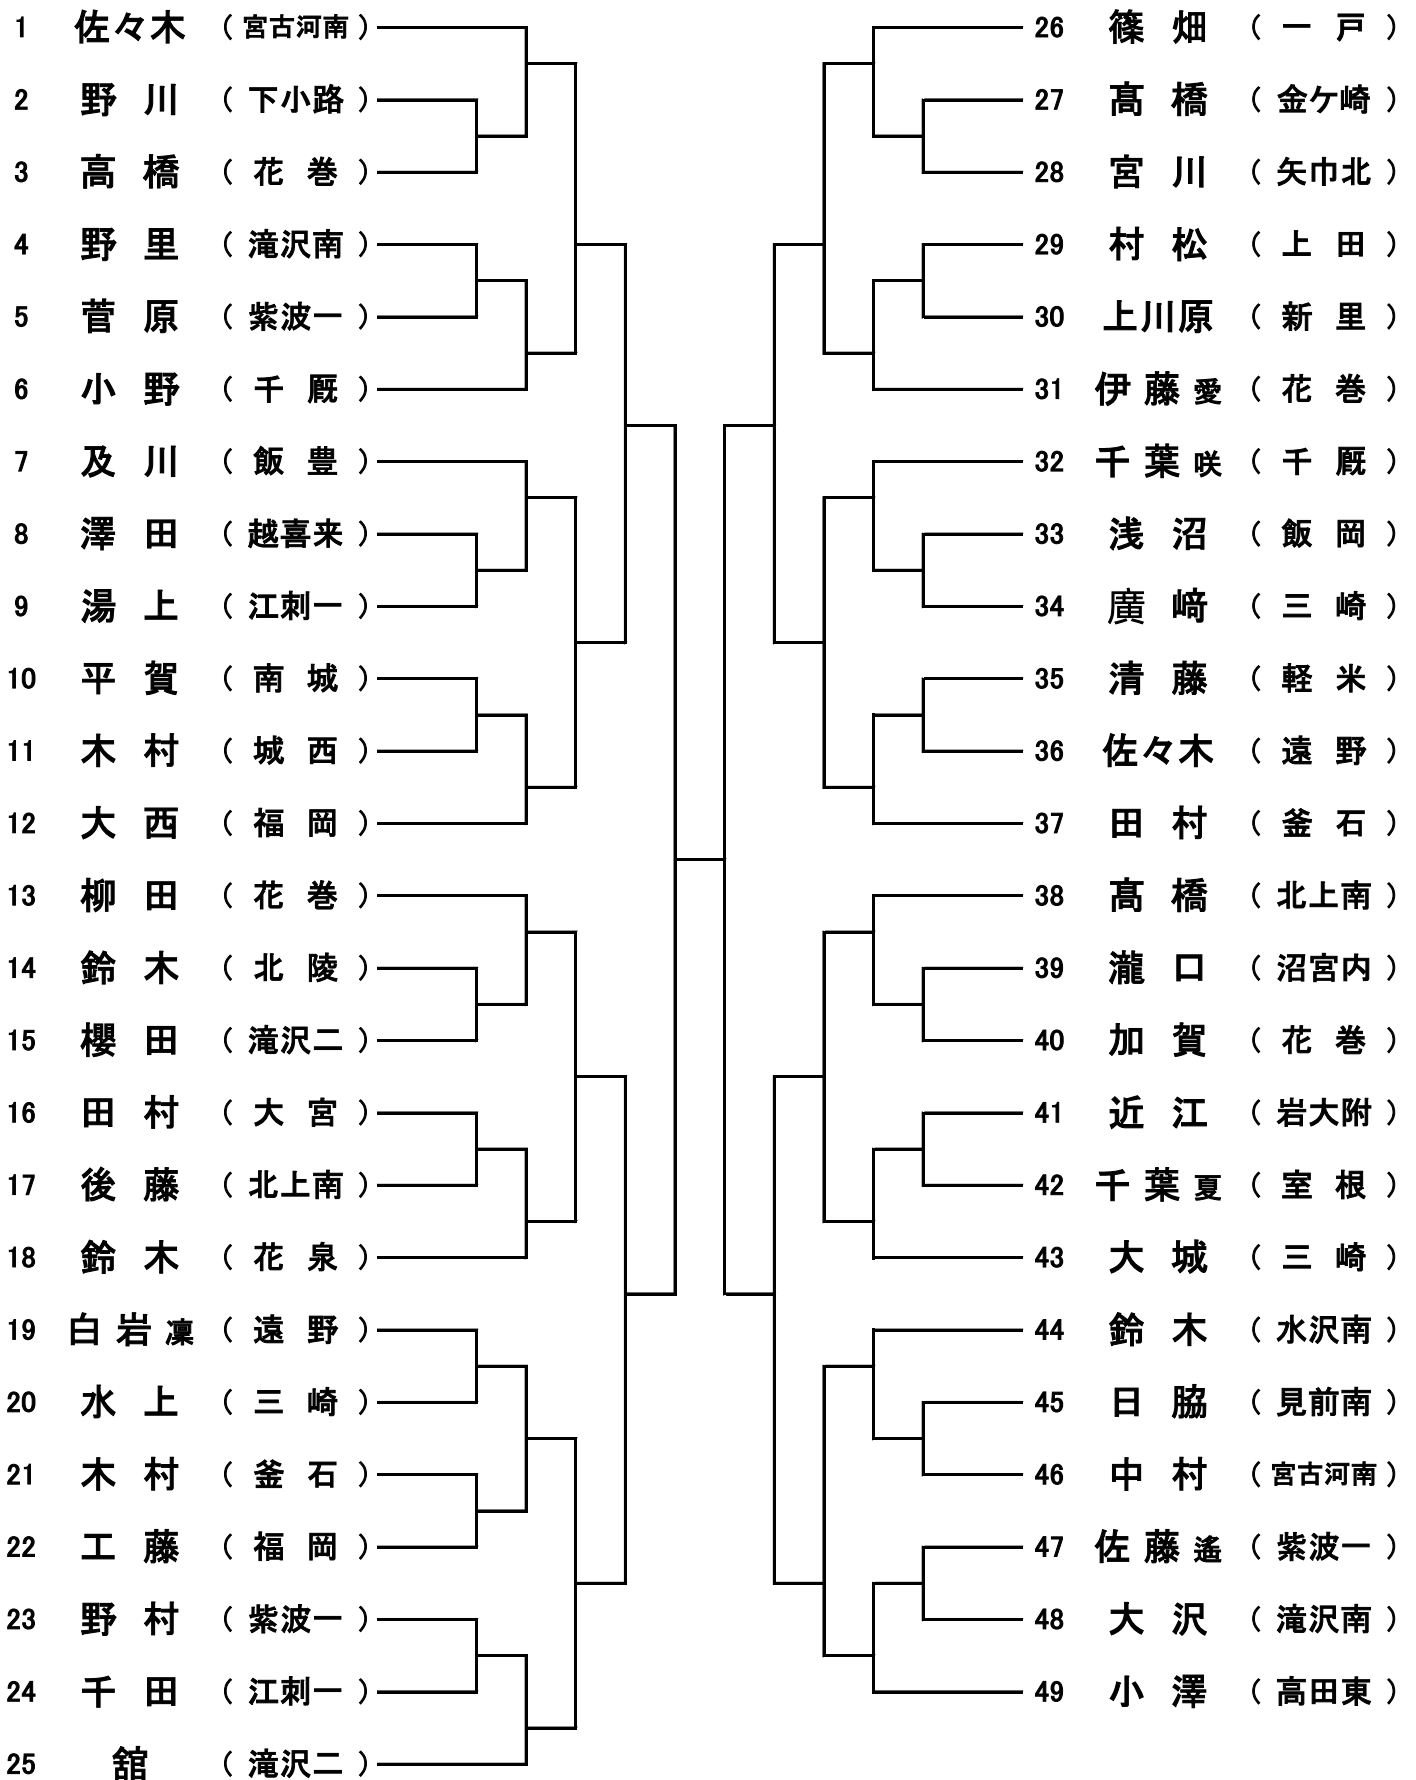 1 佐々木 ( 宮古河南 )
2 野 川 ( 下小路 )
3 高 橋 ( 花 巻 )
4 野 里 ( 滝沢南 )
5 菅 原 ( 紫波一 )
6 小 野 ( 千 厩 )
7 及 川 ( 飯 豊 )
8 澤 田 ( 越喜来 )
9 湯 上 ( 江刺一 )
10 平 賀 ( 南 城 )
11 木 村 ( 城 西 )
12 大 西 ( 福 岡 )
13 柳 田 ( 花 巻 )
14 鈴 木 ( 北 陵 )
15 櫻 田 ( 滝沢二 )
16 田 村 ( 大 宮 )
17 後 藤 ( 北上南 )
18 鈴 木 ( 花 泉 )
19 白 岩 凜 ( 遠 野 )
20 水 上 ( 三 崎 )
21 木 村 ( 釜 石 )
22 工 藤 ( 福 岡 )
23 野 村 ( 紫波一 )
24 千 田 ( 江刺一 )
25 舘 ( 滝沢二 )
26 篠 畑 ( 一 戸 )
27 髙 橋 ( 金ケ崎 )
28 宮 川 ( 矢巾北 )
29 村 松 ( 上 田 )
30 上川原 ( 新 里 )
31 伊 藤 愛 ( 花 巻 )
32 千 葉 咲 ( 千 厩 )
33 浅 沼 ( 飯 岡 )
34 廣 﨑 ( 三 崎 )
35 清 藤 ( 軽 米 )
36 佐々木 ( 遠 野 )
37 田 村 ( 釜 石 )
38 髙 橋 ( 北上南 )
39 瀧 口 ( 沼宮内 )
40 加 賀 ( 花 巻 )
41 近 江 ( 岩大附 )
42 千 葉 夏 ( 室 根 )
43 大 城 ( 三 崎 )
44 鈴 木 ( 水沢南 )
45 日 脇 ( 見前南 )
46 中 村 ( 宮古河南 )
47 佐 藤 遙 ( 紫波一 )
48 大 沢 ( 滝沢南 )
49 小 澤 ( 高田東 )